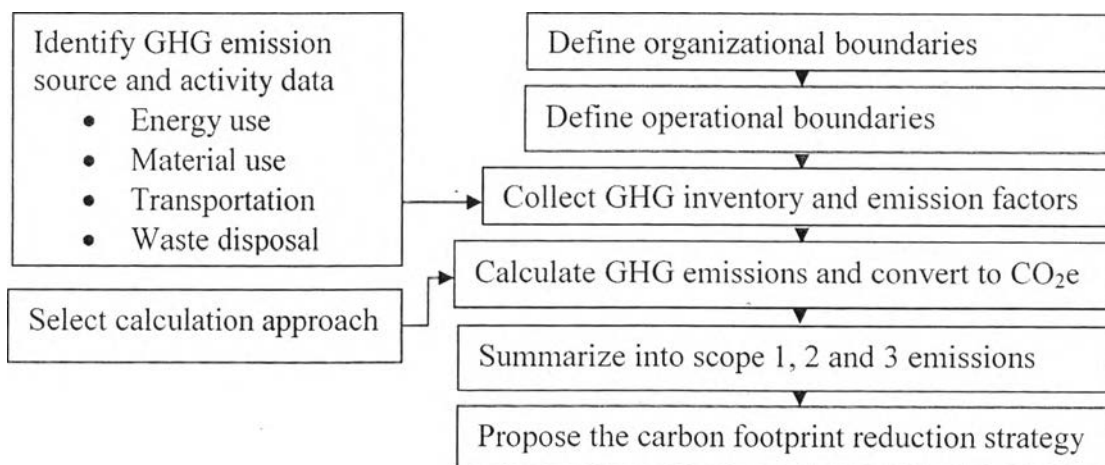 Identify GHG emission
source and activity data
• Energy use
• Material use
• Transportation
• Waste disposal
Select calculation approach
Define organizational boundaries
Define operational boundaries
Collect GHG inventory and emission factors
Calculate GHG emissions and convert to CO₂e
Summarize into scope 1, 2 and 3 emissions
Propose the carbon footprint reduction strategy